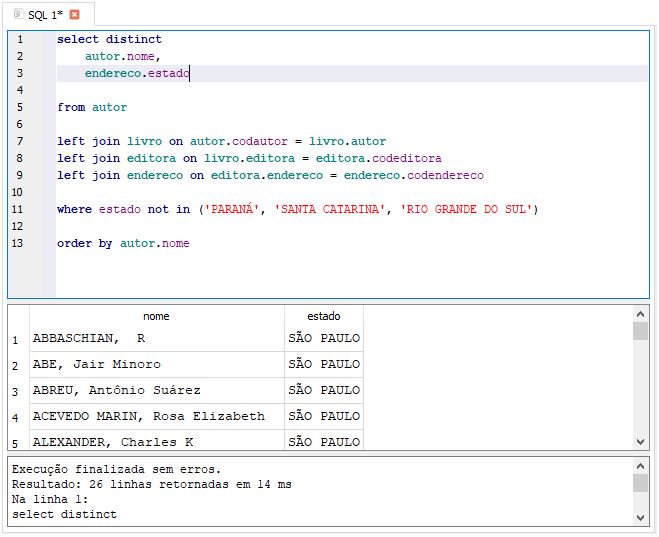 SQL 1*
1 select distinct
2 autor.nome,
3 endereco.estado
4
5 from autor
6
7 left join livro on autor.codautor = livro.autor
8 left join editora on livro.editora = editora.codeditora
9 left join endereco on editora.endereco = endereco.codendereco
10
11 where estado not in ('PARANÁ', 'SANTA CATARINA', 'RIO GRANDE DO SUL')
12
13 order by autor.nome
nome estado
1 ABBASCHIAN,  R SÃO PAULO
2 ABE, Jair Minoro SÃO PAULO
3 ABREU, Antônio Suárez SÃO PAULO
4 ACEVEDO MARIN, Rosa Elizabeth SÃO PAULO
5 ALEXANDER, Charles K SÃO PAULO
Execução finalizada sem erros.
Resultado: 26 linhas retornadas em 14 ms
Na linha 1:
select distinct